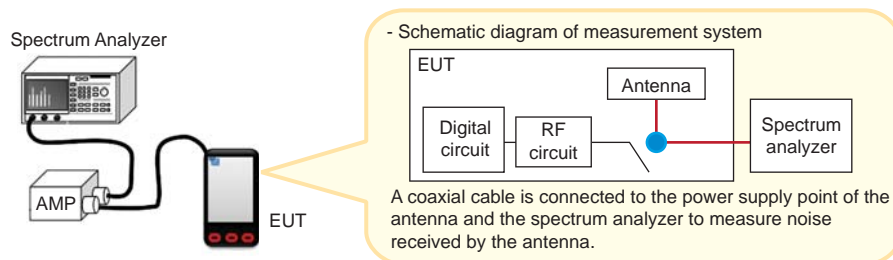 Spectrum Analyzer
AMP
EUT
- Schematic diagram of measurement system
EUT
Antenna
Digital
circuit
RF
circuit
Spectrum
analyzer
A coaxial cable is connected to the power supply point of the
antenna and the spectrum analyzer to measure noise
received by the antenna.